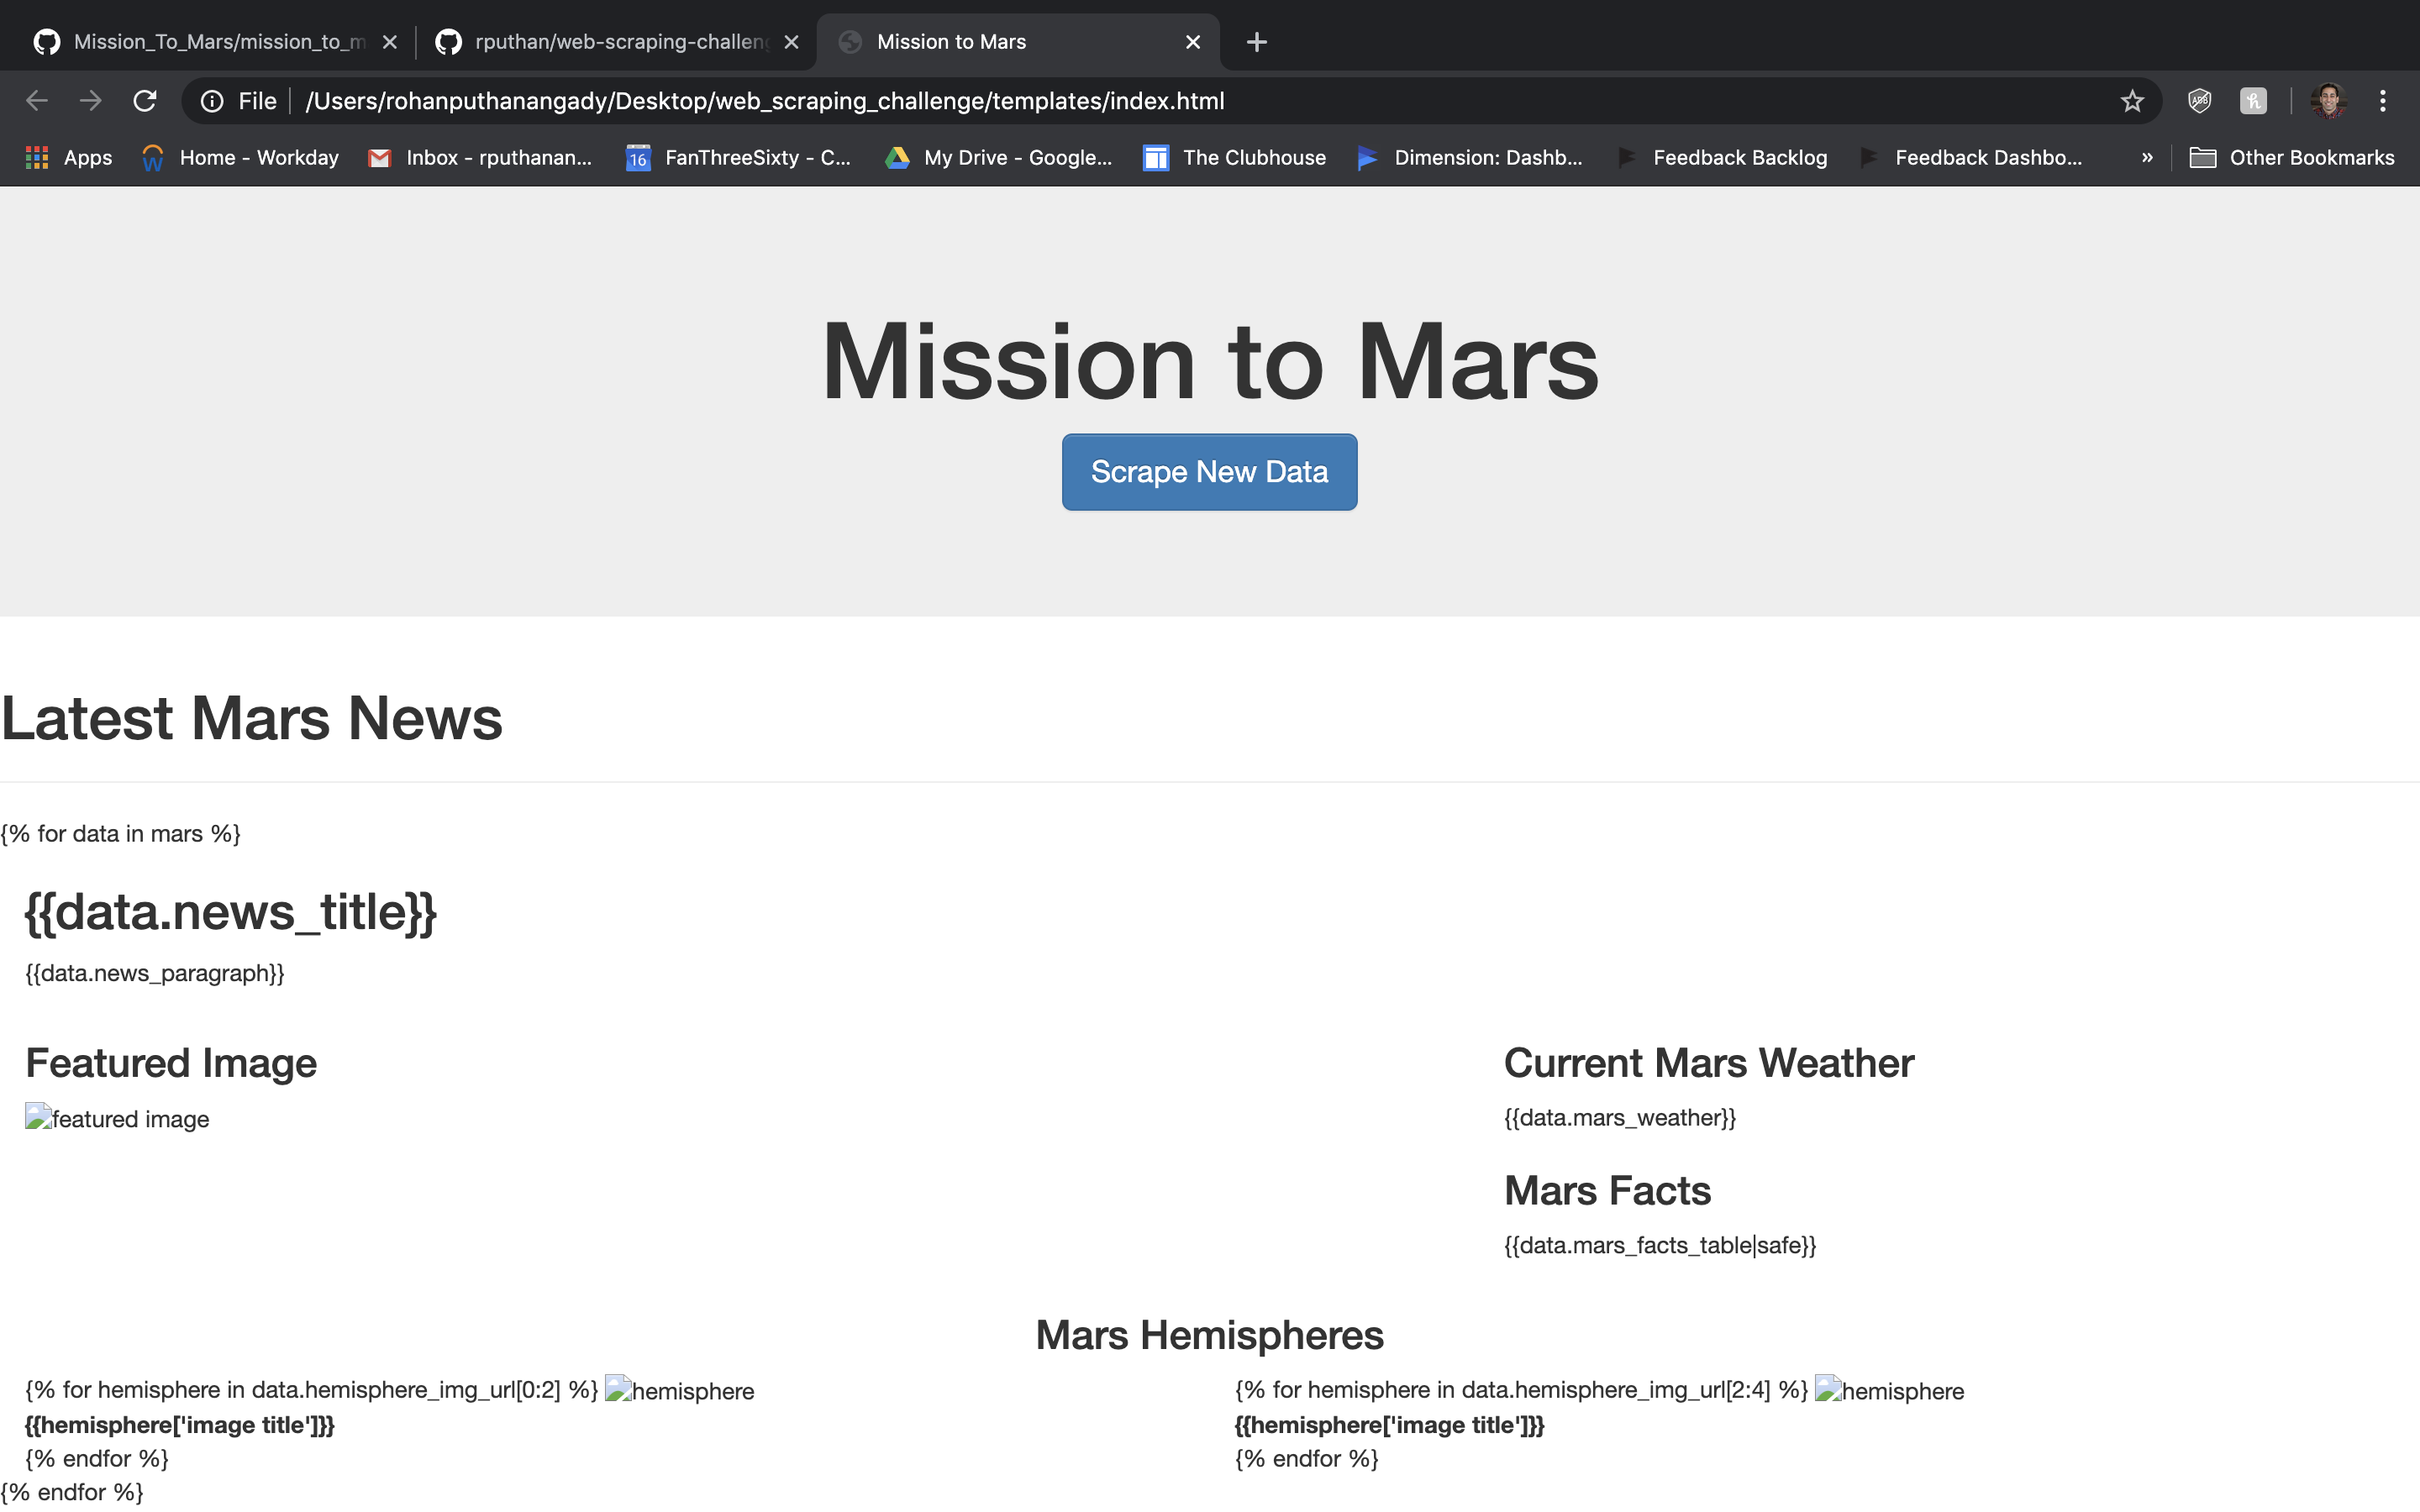 Mission_To_Mars/mission_to_m
rputhan/web-scraping-challeng
Mission to Mars
File
/Users/rohanputhanangady/Desktop/web_scraping_challenge/templates/index.html
ABP
h
Apps
Home - Workday
Inbox - rputhanan...
16
FanThreeSixty - C...
My Drive - Google...
The Clubhouse
Dimension: Dashb...
Feedback Backlog
Feedback Dashbo...
»
Other Bookmarks
Mission to Mars
Scrape New Data
Latest Mars News
{% for data in mars %}
{{data.news_title}}
{{data.news_paragraph}}
Featured Image
featured image
Current Mars Weather
{{data.mars_weather}}
Mars Facts
{{data.mars_facts_table|safe}}
Mars Hemispheres
{% for hemisphere in data.hemisphere_img_url[0:2] %} hemisphere
{{hemisphere['image title']}}
{% endfor %}
{% for hemisphere in data.hemisphere_img_url[2:4] %} hemisphere
{{hemisphere['image title']}}
{% endfor %}
{% endfor %}